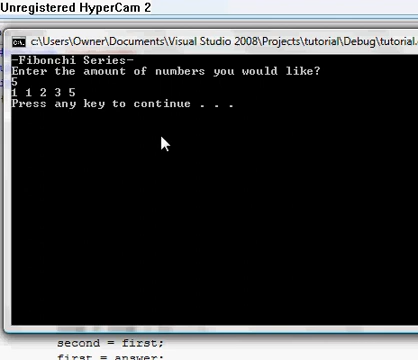 Unregistered HyperCam 2
c:\Users\Owner\Documents\Visual Studio 2008\Projects\tutorial\Debug\tutorial.
-Fibonchi Series-
Enter the amount of numbers you would like?
5
1 1 2 3 5
Press any key to continue . . .
second = first;
first = answer;